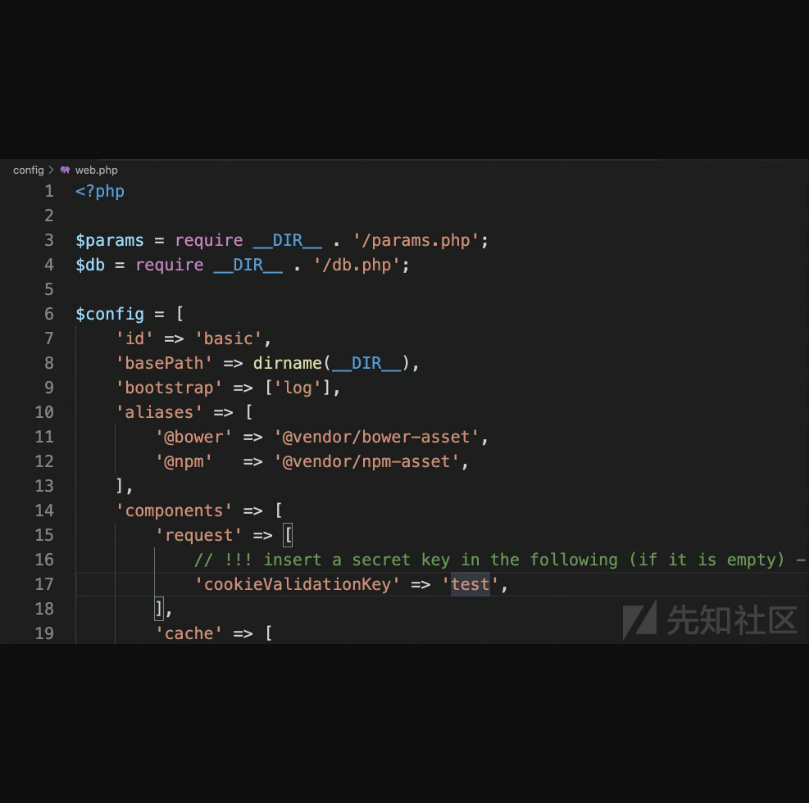 config > web.php
1 <?php
2
3 $params = require __DIR__ . '/params.php';
4 $db = require __DIR__ . '/db.php';
5
6 $config = [
7 'id' => 'basic',
8 'basePath' => dirname(__DIR__),
9 'bootstrap' => ['log'],
10 'aliases' => [
11 '@bower' => '@vendor/bower-asset',
12 '@npm'   => '@vendor/npm-asset',
13 ],
14 'components' => [
15 'request' => [
16 // !!! insert a secret key in the following (if it is empty) -
17 'cookieValidationKey' => 'test',
18 ],
19 'cache' => [
先知社区